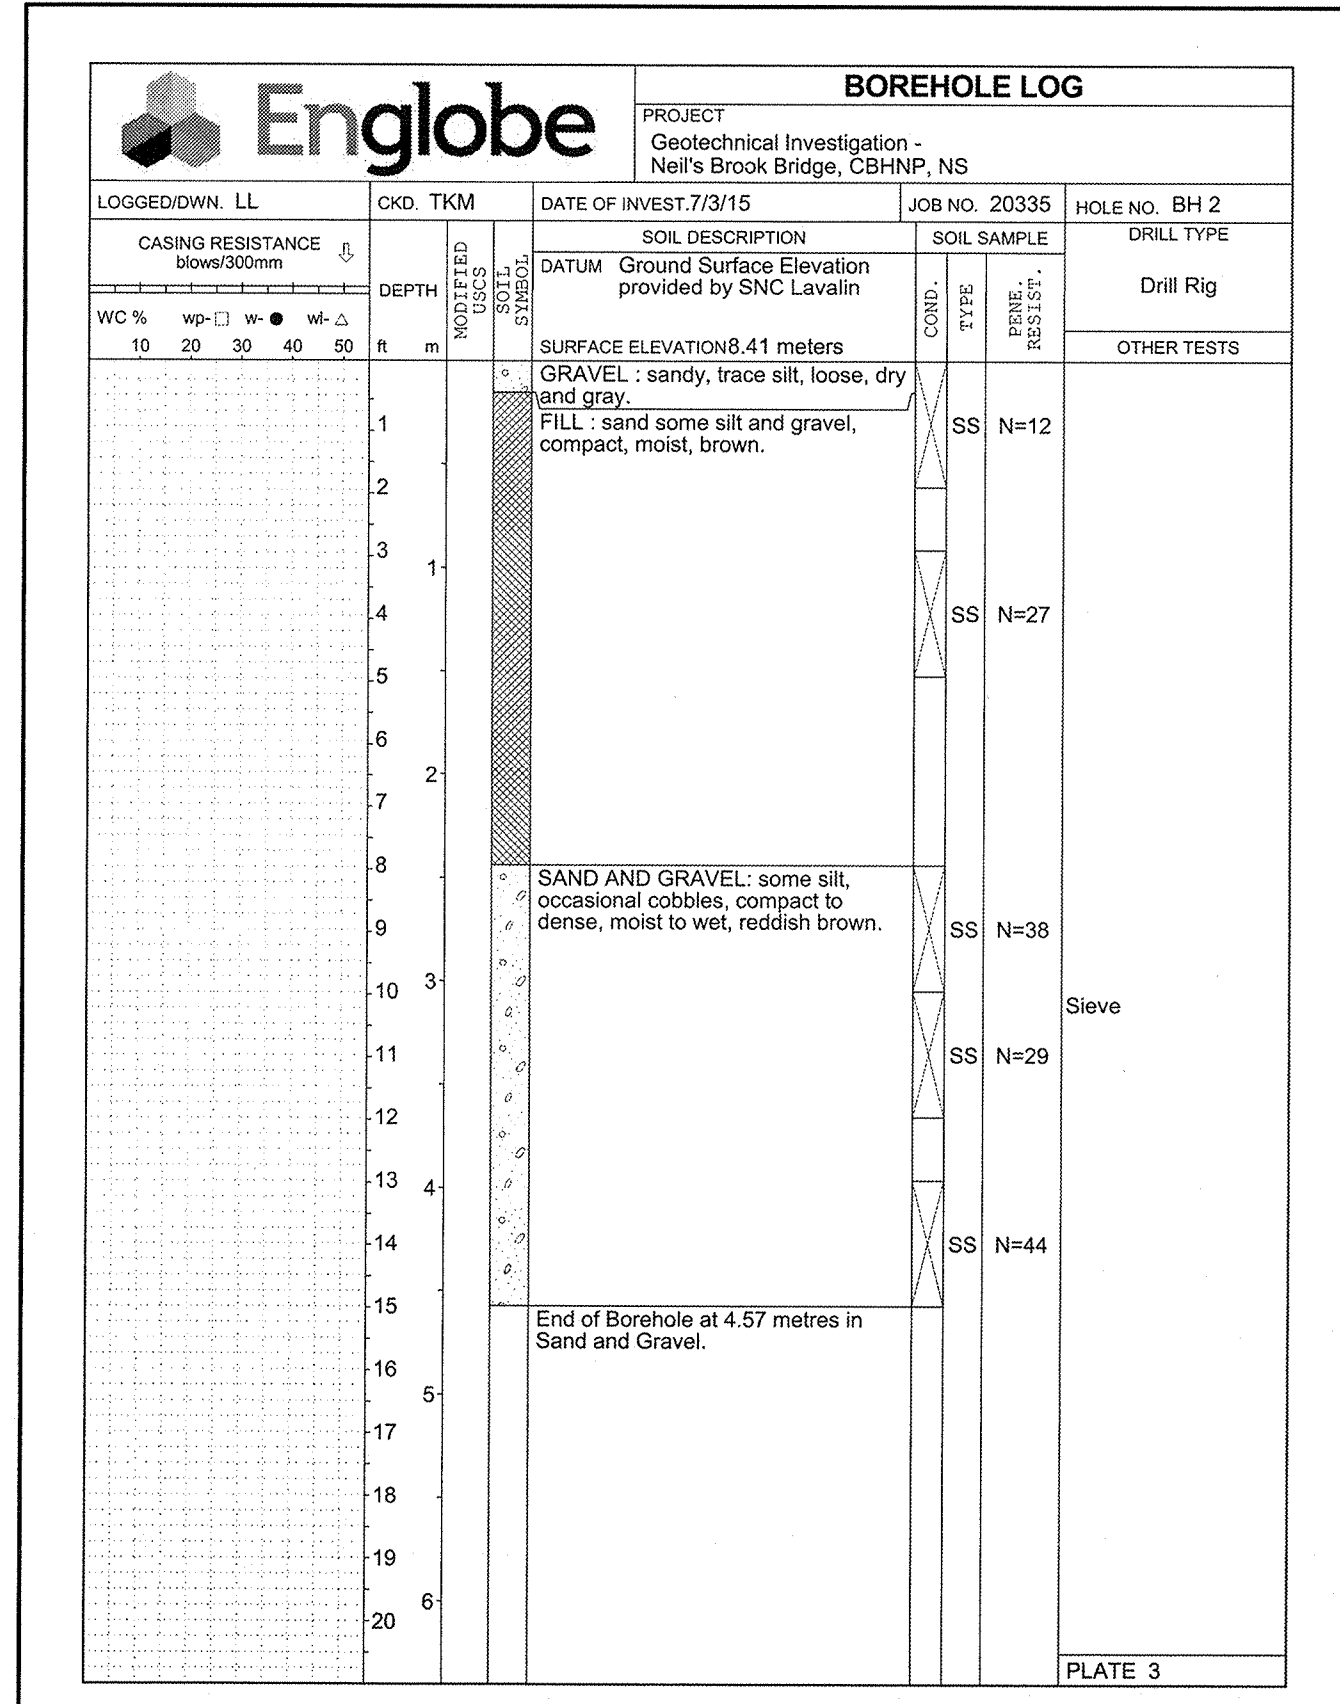 Englobe
BOREHOLE LOG
PROJECT
Geotechnical Investigation -
Neil's Brook Bridge, CBHNP, NS
LOGGED/DWN. LL
CKD. TKM
DATE OF INVEST.7/3/15
JOB NO. 20335
HOLE NO. BH 2
CASING RESISTANCE
blows/300mm
WC % wp- w- wl-
10 20 30 40 50
DEPTH
ft m
MODIFIED
USCS
SOIL
SYMBOL
SOIL DESCRIPTION
DATUM Ground Surface Elevation
provided by SNC Lavalin
SURFACE ELEVATION8.41 meters
SOIL SAMPLE
COND.
TYPE
PENE.
RESIST.
DRILL TYPE
Drill Rig
OTHER TESTS
GRAVEL : sandy, trace silt, loose, dry
and gray.
FILL : sand some silt and gravel,
compact, moist, brown.
1
SS N=12
2
3
1
4
SS N=27
5
6
2
7
8
SAND AND GRAVEL: some silt,
occasional cobbles, compact to
dense, moist to wet, reddish brown.
9
SS N=38
3
10
Sieve
11
SS N=29
12
13
4
14
SS N=44
15
End of Borehole at 4.57 metres in
Sand and Gravel.
16
5
17
18
19
6
20
PLATE 3